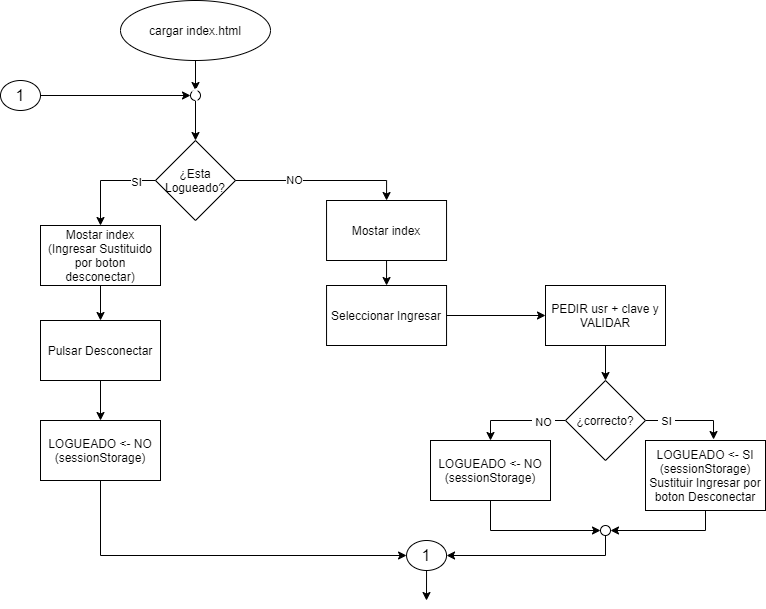 cargar index.html
1
¿Esta
Logueado?
SI
NO
Mostar index
(Ingresar Sustituido
por boton
desconectar)
Mostar index
Pulsar Desconectar
Seleccionar Ingresar
PEDIR usr + clave y
VALIDAR
¿correcto?
NO
SI
LOGUEADO <- NO
(sessionStorage)
LOGUEADO <- NO
(sessionStorage)
LOGUEADO <- SI
(sessionStorage)
Sustituir Ingresar por
boton Desconectar
1